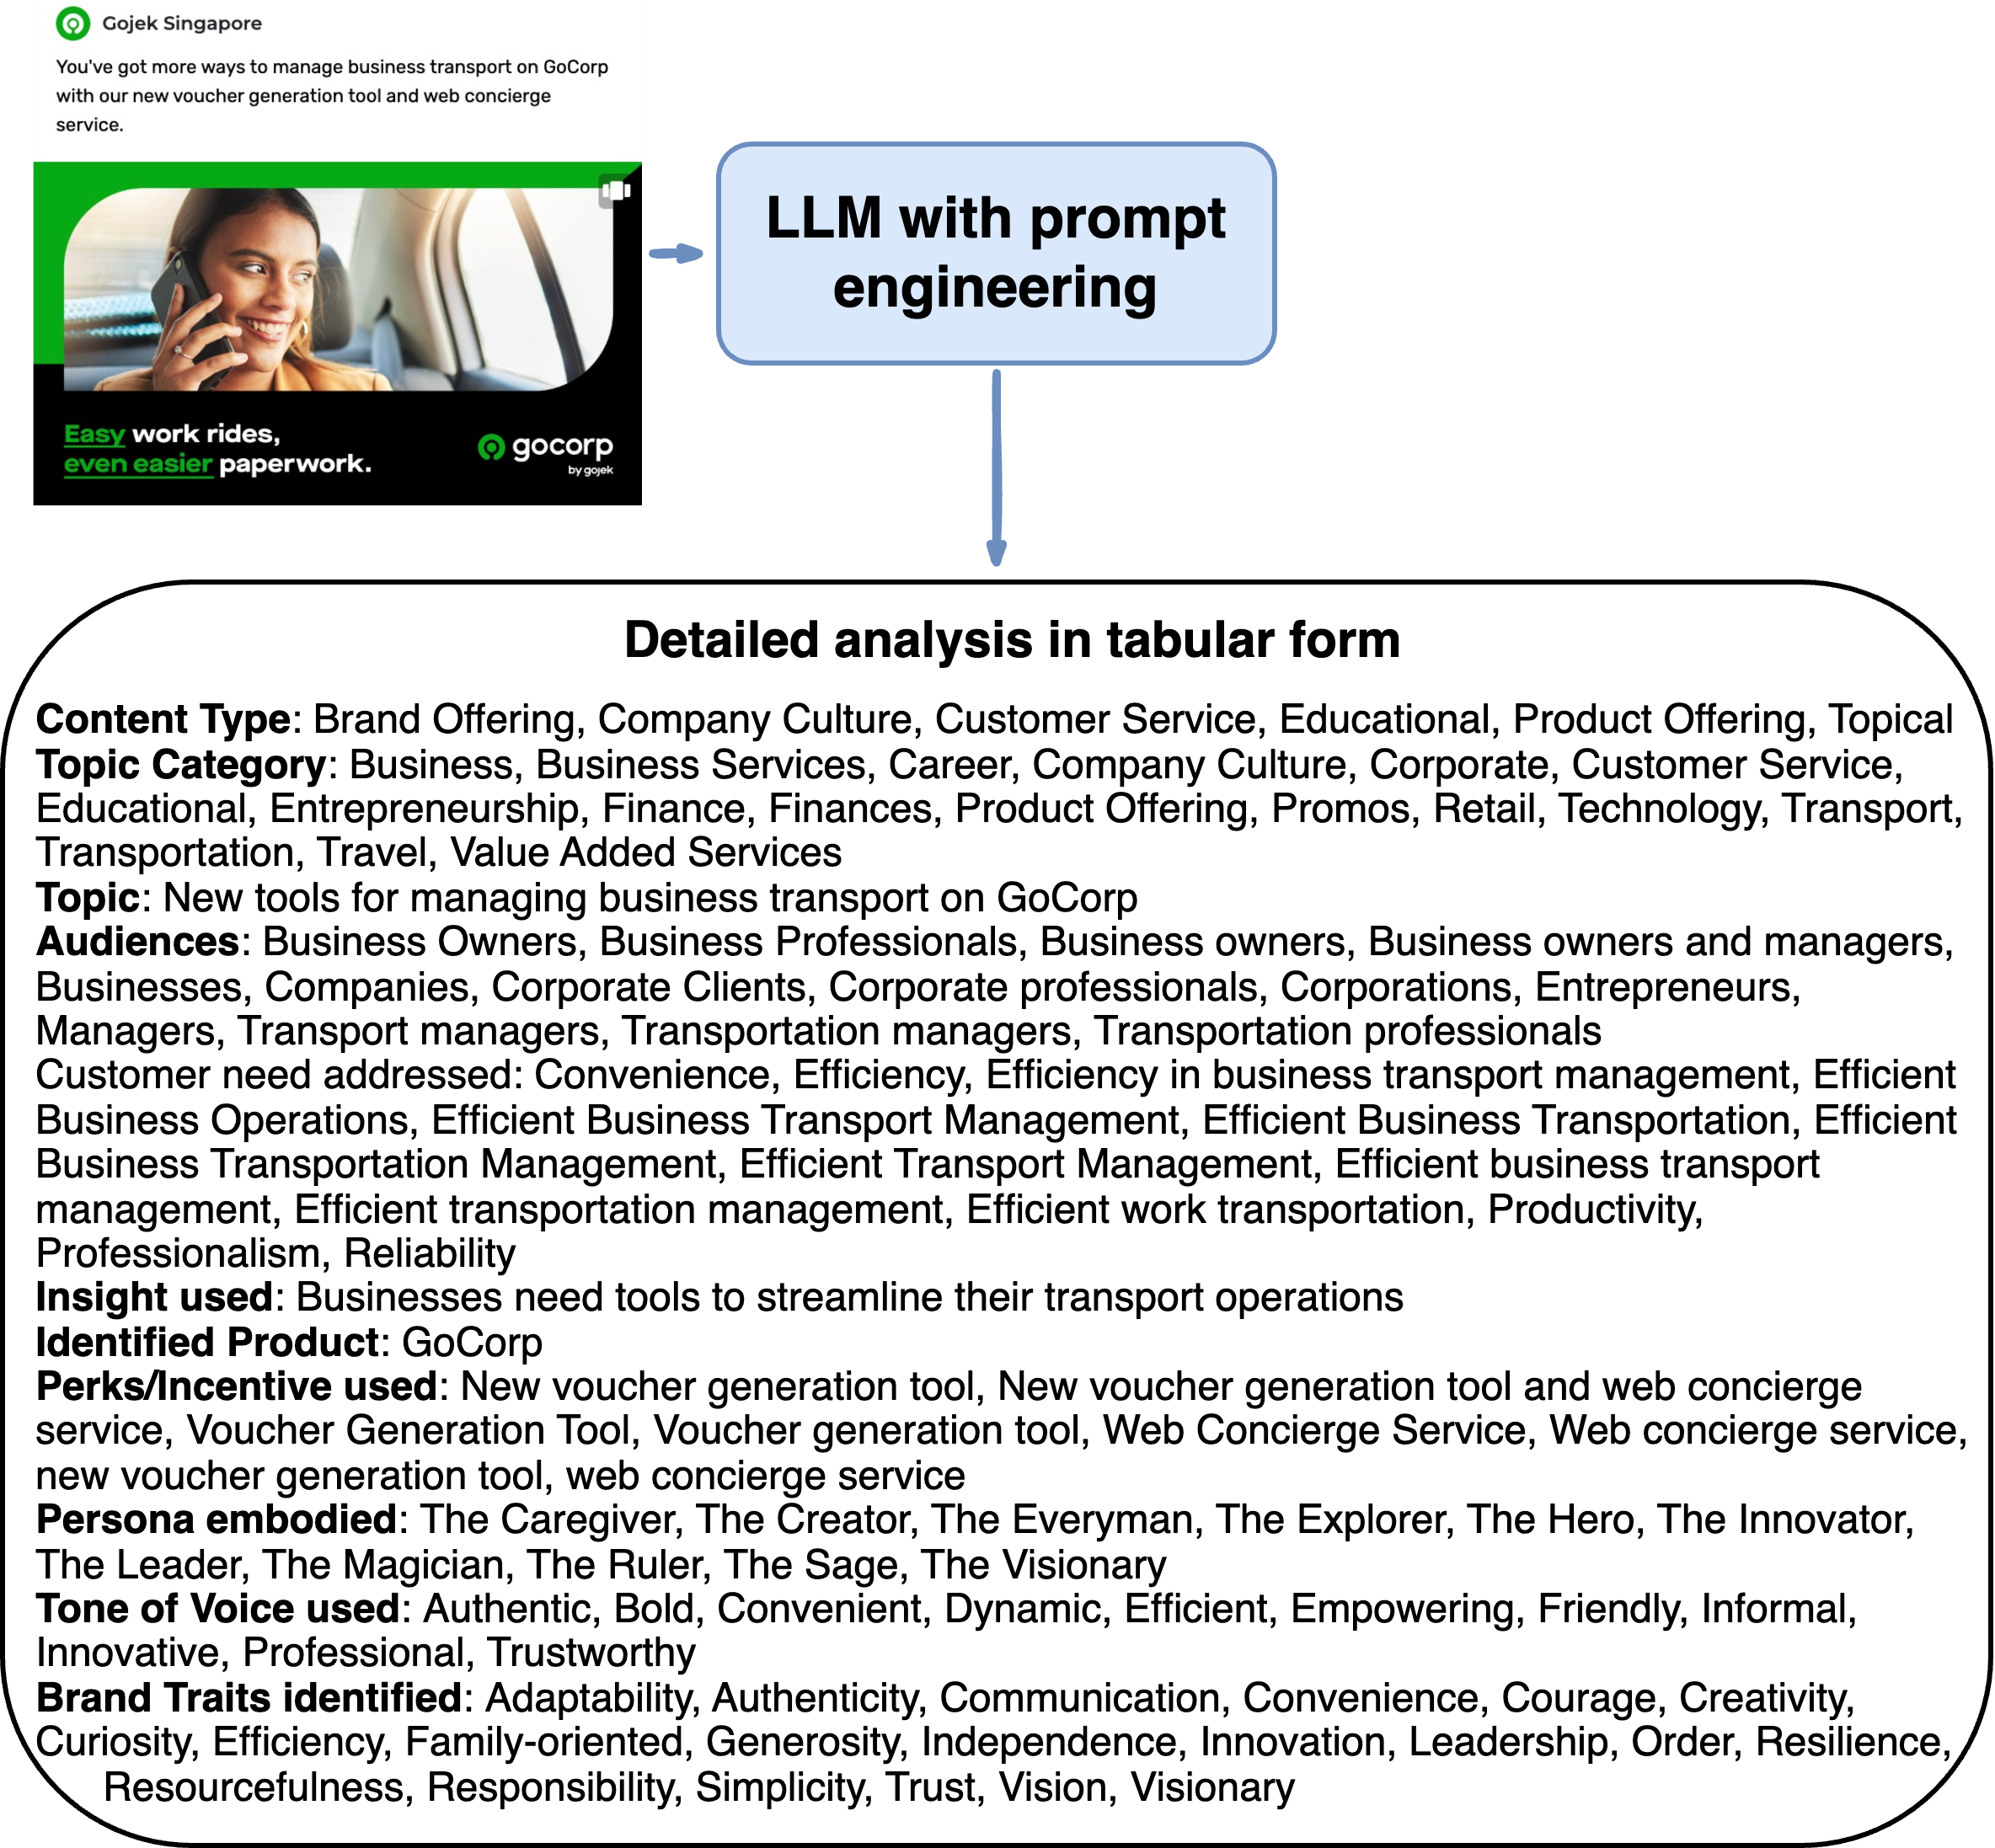 Gojek Singapore
You've got more ways to manage business transport on GoCorp
with our new voucher generation tool and web concierge
service.
Easy work rides,
even easier paperwork.
gocorp
by gojek
LLM with prompt
engineering
Detailed analysis in tabular form
Content Type: Brand Offering, Company Culture, Customer Service, Educational, Product Offering, Topical
Topic Category: Business, Business Services, Career, Company Culture, Corporate, Customer Service,
Educational, Entrepreneurship, Finance, Finances, Product Offering, Promos, Retail, Technology, Transport,
Transportation, Travel, Value Added Services
Topic: New tools for managing business transport on GoCorp
Audiences: Business Owners, Business Professionals, Business owners, Business owners and managers,
Businesses, Companies, Corporate Clients, Corporate professionals, Corporations, Entrepreneurs,
Managers, Transport managers, Transportation managers, Transportation professionals
Customer need addressed: Convenience, Efficiency, Efficiency in business transport management, Efficient
Business Operations, Efficient Business Transport Management, Efficient Business Transportation, Efficient
Business Transportation Management, Efficient Transport Management, Efficient business transport
management, Efficient transportation management, Efficient work transportation, Productivity,
Professionalism, Reliability
Insight used: Businesses need tools to streamline their transport operations
Identified Product: GoCorp
Perks/Incentive used: New voucher generation tool, New voucher generation tool and web concierge
service, Voucher Generation Tool, Voucher generation tool, Web Concierge Service, Web concierge service,
new voucher generation tool, web concierge service
Persona embodied: The Caregiver, The Creator, The Everyman, The Explorer, The Hero, The Innovator,
The Leader, The Magician, The Ruler, The Sage, The Visionary
Tone of Voice used: Authentic, Bold, Convenient, Dynamic, Efficient, Empowering, Friendly, Informal,
Innovative, Professional, Trustworthy
Brand Traits identified: Adaptability, Authenticity, Communication, Convenience, Courage, Creativity,
Curiosity, Efficiency, Family-oriented, Generosity, Independence, Innovation, Leadership, Order, Resilience,
Resourcefulness, Responsibility, Simplicity, Trust, Vision, Visionary